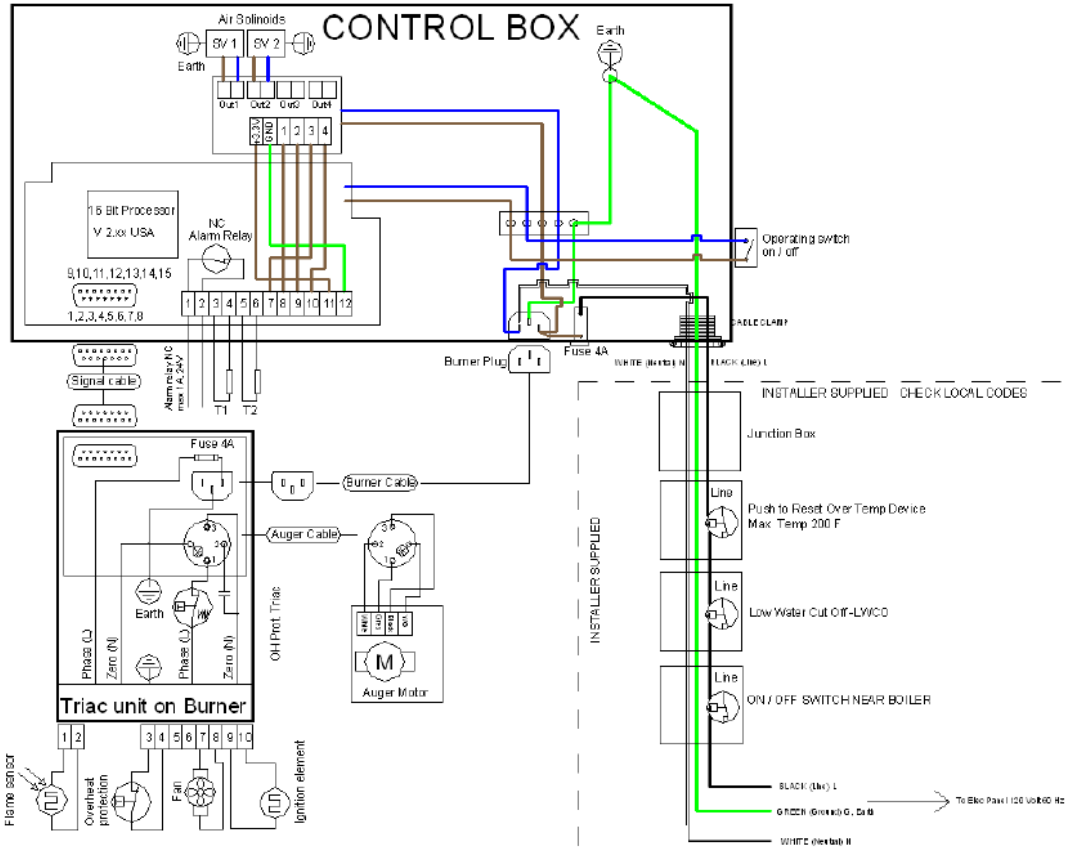 CONTROL BOX
Air Solinoids
SV 1
SV 2
Earth
Earth
Out1
Out2
Out3
Out4
+3.3V
GND
1
2
3
4
16 Bit Processor
V 2.xx USA
NC
Alarm Relay
9,10,11,12,13,14,15
1,2,3,4,5,6,7,8
1 2 3 4 5 6 7 8 9 10 11 12
Operating switch
on / off
CABLE CLAMP
Fuse 4A
WHITE (Neutral) N
BLACK (Line) L
Burner Plug
Signal cable
Alarm relay NC
max 1A, 24V
T1
T2
INSTALLER SUPPLIED CHECK LOCAL CODES
Junction Box
INSTALLER SUPPLIED
Line
Push to Reset Over Temp Device
Max. Temp 200 F
Line
Low Water Cut Off-LWCO
Line
ON / OFF SWITCH NEAR BOILER
Fuse 4A
Burner Cable
Auger Cable
3
2
1
3
2
1
Earth
OH Prot. Triac
Phase (L)
Zero (N)
Phase (L)
Zero (N)
M
Auger Motor
Triac unit on Burner
1 2
3 4 5 6 7 8 9 10
Flame sensor
Overheat
protection
Fan
Ignition element
BLACK (Line) L
GREEN (Ground) G, Earth
To Elec Panel 120 Volt 60 Hz
WHITE (Neutral) N